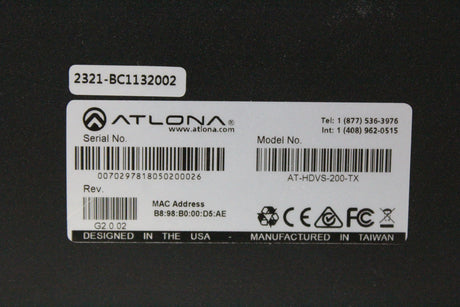 2321-BC1132002
ATLONA®
www.atlona.com
Tel: 1 (877) 536-3976
Int: 1 (408) 962-0515
Serial No.
0070297818050200026
Model No.
AT-HDVS-200-TX
Rev.
G2.0.02
MAC Address
B8:98:B0:00:D5:AE
CE FC
DESIGNED IN THE USA - MANUFACTURED IN TAIWAN